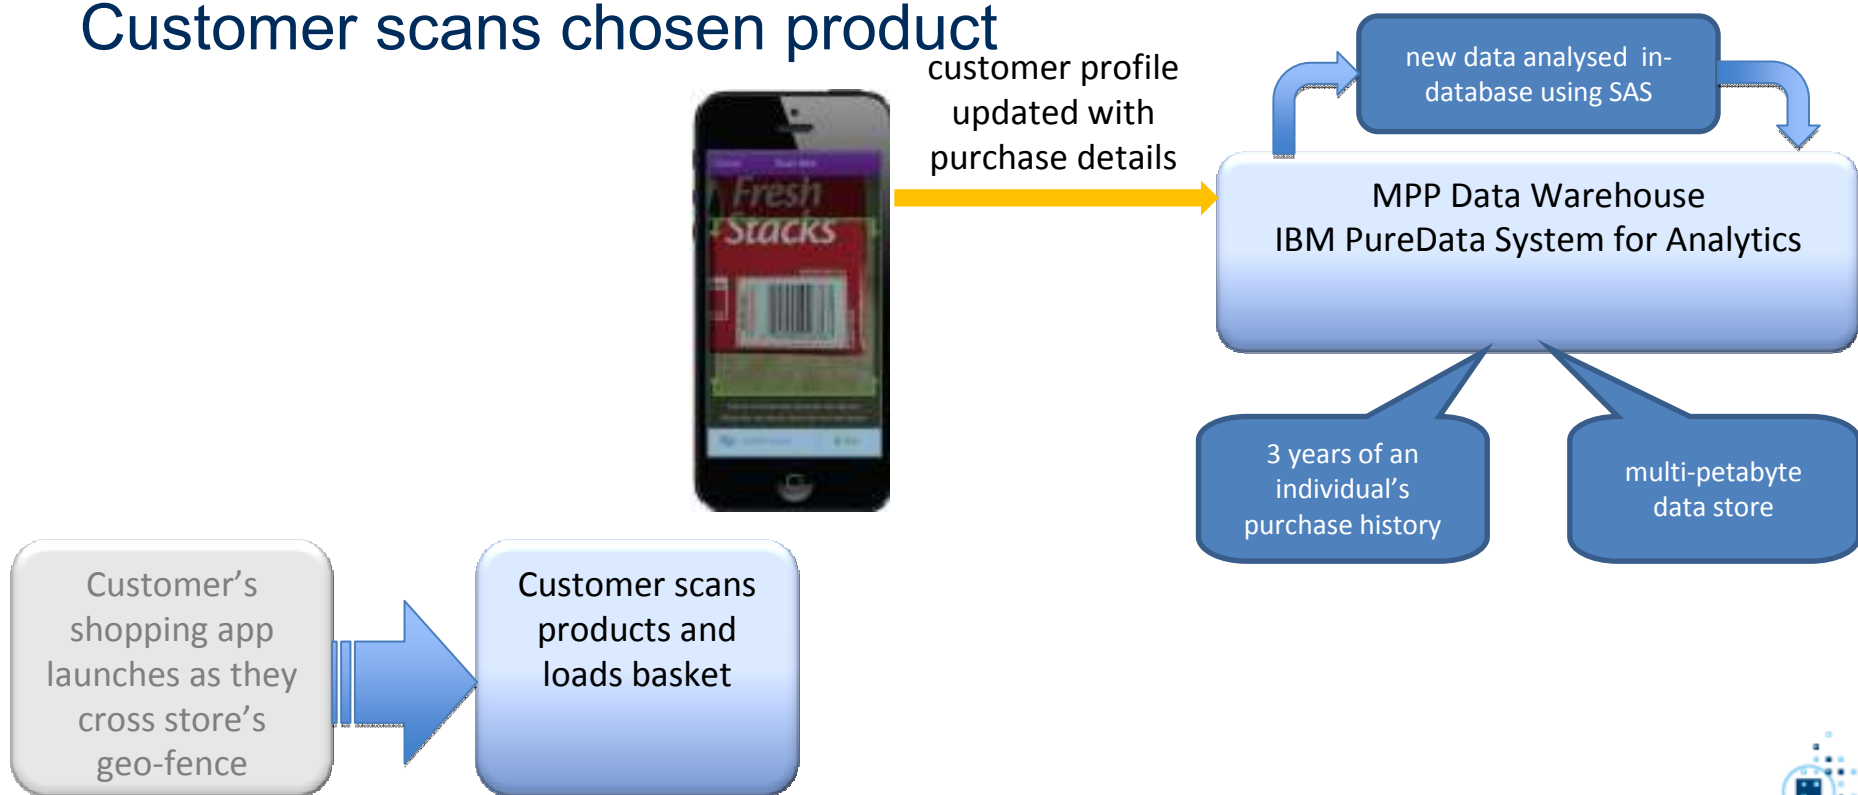 Customer scans chosen product
customer profile
updated with
purchase details
new data analysed in-
database using SAS
Fresh
Stacks
MPP Data Warehouse
IBM PureData System for Analytics
3 years of an
individual’s
purchase history
multi-petabyte
data store
Customer’s
shopping app
launches as they
cross store’s
geo-fence
Customer scans
products and
loads basket